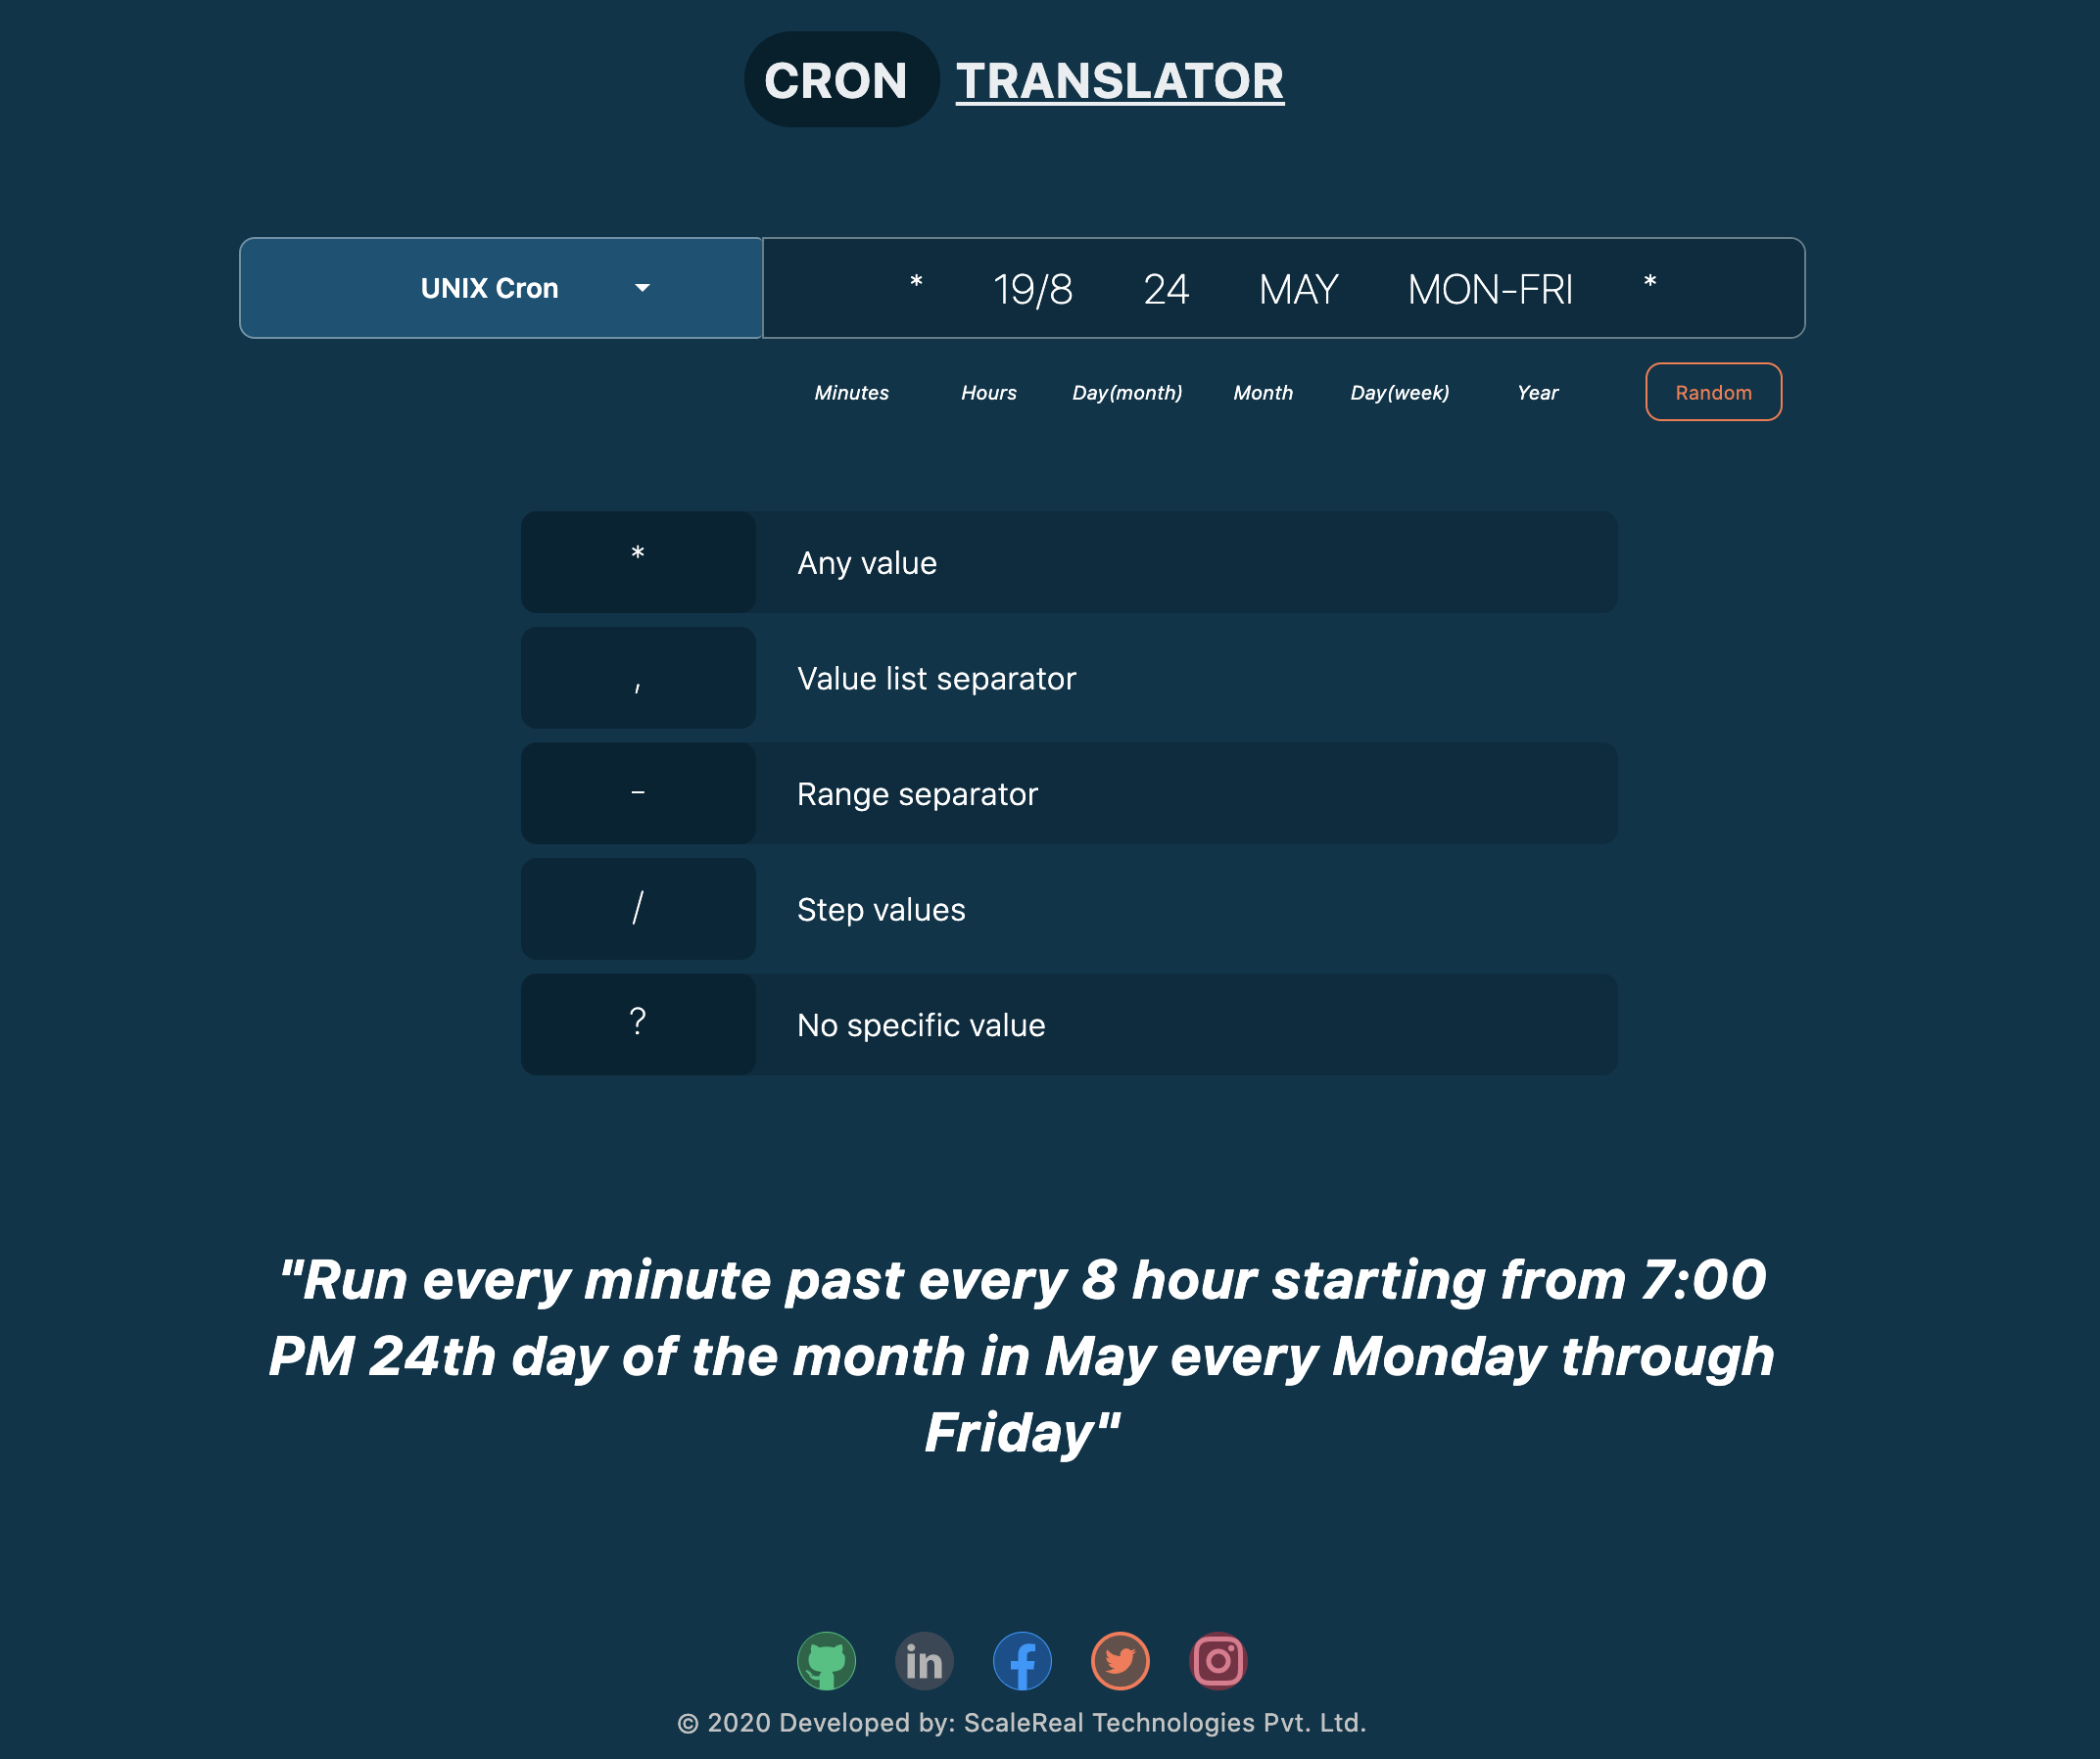 CRON TRANSLATOR
UNIX Cron * 19/8 24 MAY MON-FRI *
Minutes Hours Day(month) Month Day(week) Year Random
* Any value
, Value list separator
- Range separator
/ Step values
? No specific value
"Run every minute past every 8 hour starting from 7:00
PM 24th day of the month in May every Monday through
Friday"
in
© 2020 Developed by: ScaleReal Technologies Pvt. Ltd.